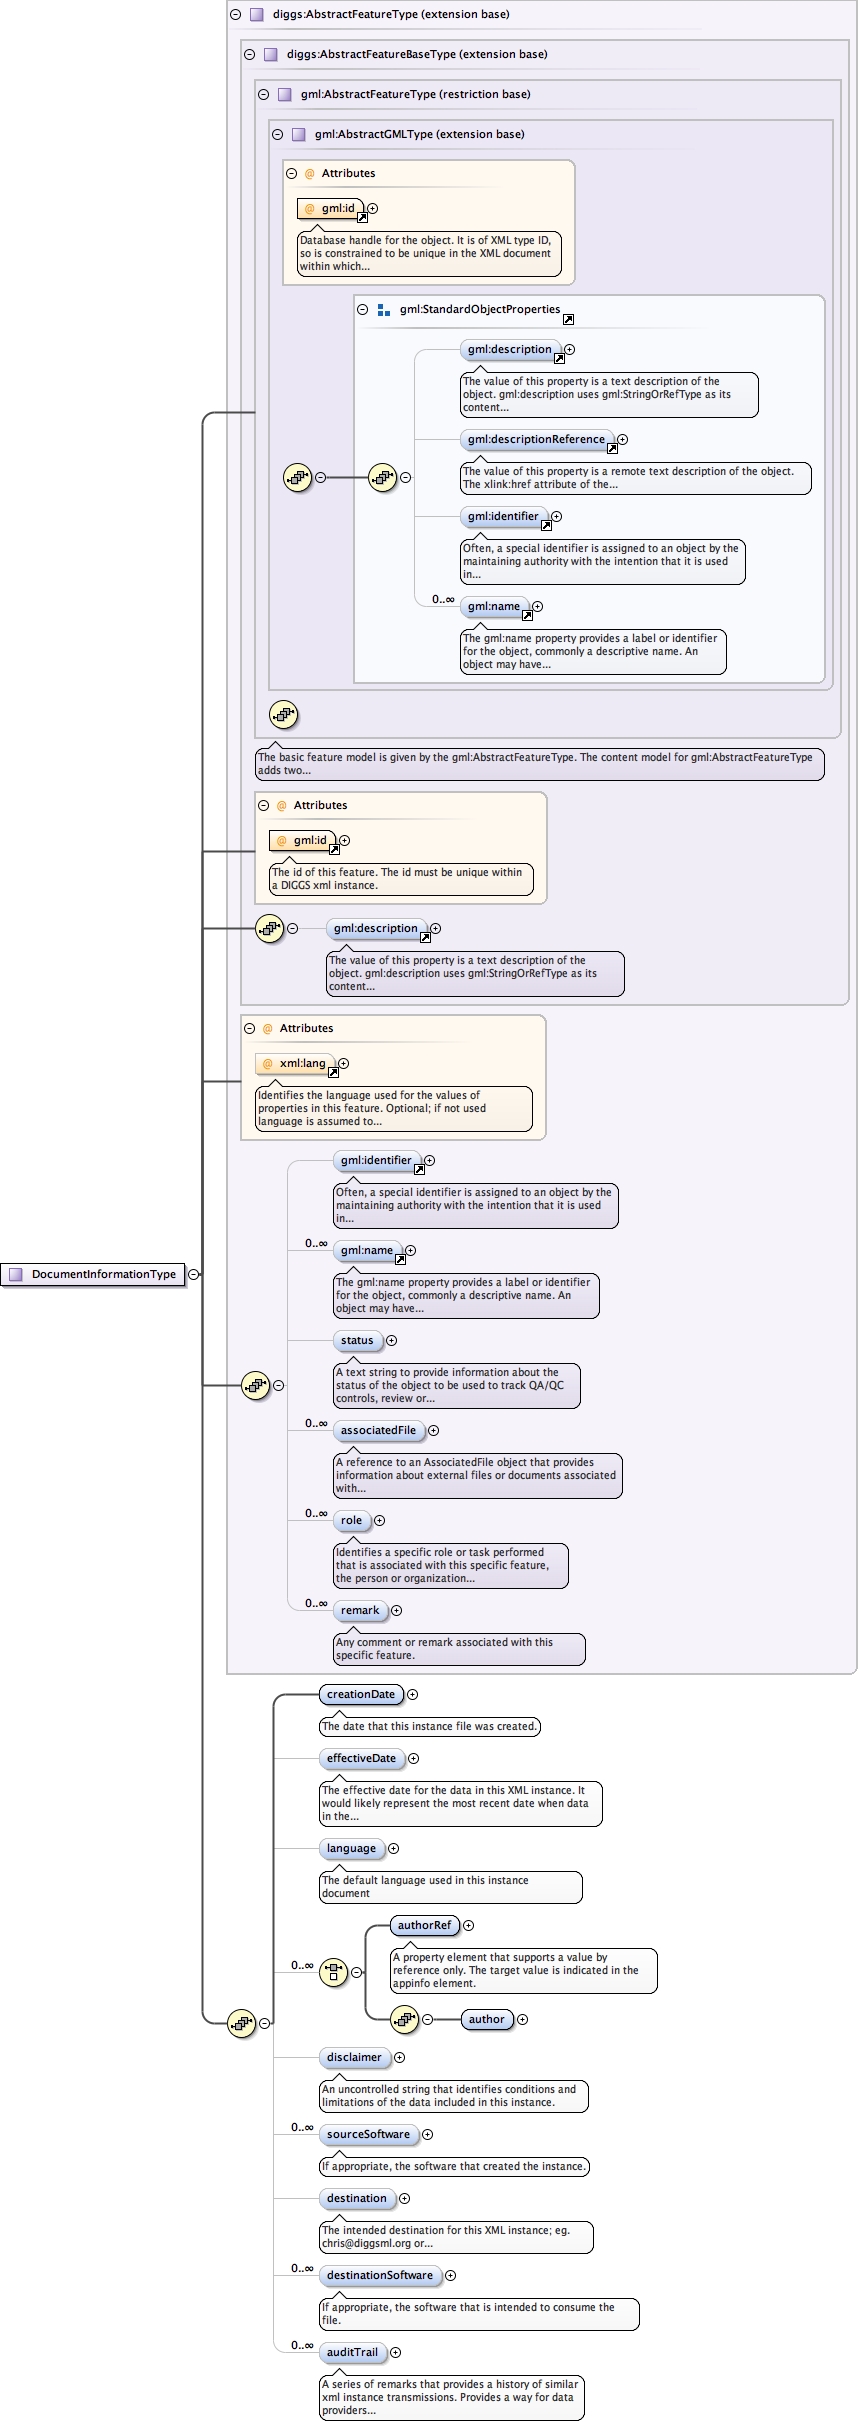 diggs:AbstractFeatureType (extension base)
diggs:AbstractFeatureBaseType (extension base)
gml:AbstractFeatureType (restriction base)
gml:AbstractGMLType (extension base)
@ Attributes
@ gml:id
Database handle for the object. It is of XML type ID,
so is constrained to be unique in the XML document
within which...
gml:StandardObjectProperties
gml:description
The value of this property is a text description of the
object. gml:description uses gml:StringOrRefType as its
content...
gml:descriptionReference
The value of this property is a remote text description of the object.
The xlink:href attribute of the...
gml:identifier
Often, a special identifier is assigned to an object by the
maintaining authority with the intention that it is used
in...
0..∞
gml:name
The gml:name property provides a label or identifier
for the object, commonly a descriptive name. An
object may have...
The basic feature model is given by the gml:AbstractFeatureType. The content model for gml:AbstractFeatureType
adds two...
@ Attributes
@ gml:id
The id of this feature. The id must be unique within
a DIGGS xml instance.
gml:description
The value of this property is a text description of the
object. gml:description uses gml:StringOrRefType as its
content...
@ Attributes
@ xml:lang
Identifies the language used for the values of
properties in this feature. Optional; if not used
language is assumed to...
gml:identifier
Often, a special identifier is assigned to an object by the
maintaining authority with the intention that it is used
in...
0..∞
gml:name
DocumentInformationType
The gml:name property provides a label or identifier
for the object, commonly a descriptive name. An
object may have...
status
A text string to provide information about the
status of the object to be used to track QA/QC
controls, review or...
0..∞
associatedFile
A reference to an AssociatedFile object that provides
information about external files or documents associated
with...
0..∞
role
Identifies a specific role or task performed
that is associated with this specific feature,
the person or organization...
0..∞
remark
Any comment or remark associated with this
specific feature.
creationDate
The date that this instance file was created.
effectiveDate
The effective date for the data in this XML instance. It
would likely represent the most recent date when data
in the...
language
The default language used in this instance
document
authorRef
A property element that supports a value by
reference only. The target value is indicated in the
appinfo element.
0..∞
author
disclaimer
An uncontrolled string that identifies conditions and
limitations of the data included in this instance.
0..∞
sourceSoftware
If appropriate, the software that created the instance.
destination
The intended destination for this XML instance; eg.
chris@diggsml.org or...
0..∞
destinationSoftware
If appropriate, the software that is intended to consume the
file.
0..∞
auditTrail
A series of remarks that provides a history of similar
xml instance transmissions. Provides a way for data
providers...